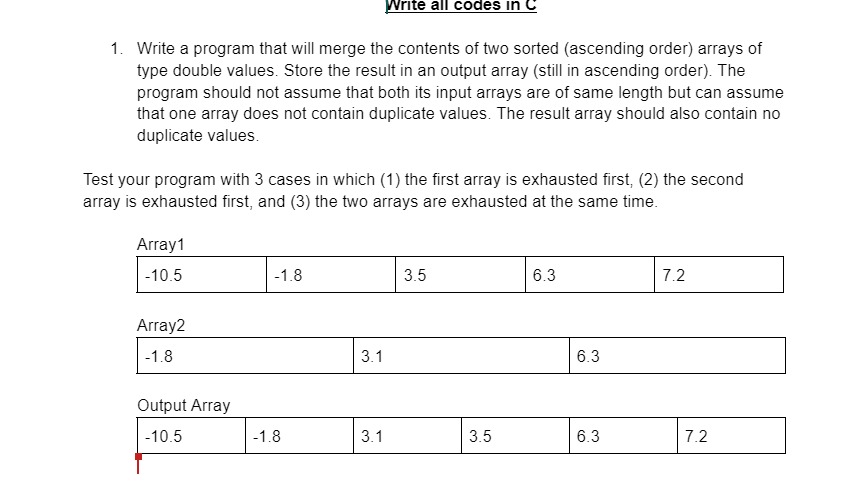 Write all codes in C
1. Write a program that will merge the contents of two sorted (ascending order) arrays of
type double values. Store the result in an output array (still in ascending order). The
program should not assume that both its input arrays are of same length but can assume
that one array does not contain duplicate values. The result array should also contain no
duplicate values.
Test your program with 3 cases in which (1) the first array is exhausted first, (2) the second
array is exhausted first, and (3) the two arrays are exhausted at the same time.
Array1
-10.5 -1.8 3.5 6.3 7.2
Array2
-1.8 3.1 6.3
Output Array
-10.5 -1.8 3.1 3.5 6.3 7.2